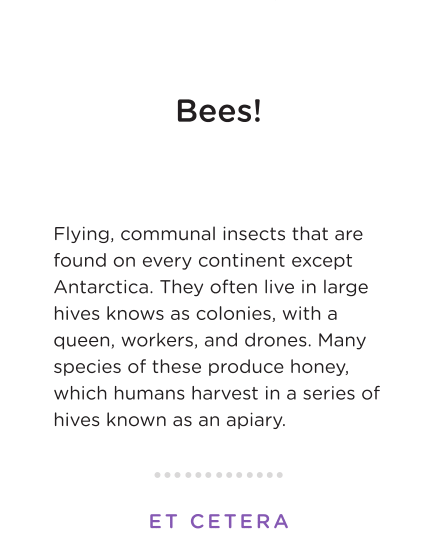 Bees!
Flying, communal insects that are
found on every continent except
Antarctica. They often live in large
hives knows as colonies, with a
queen, workers, and drones. Many
species of these produce honey,
which humans harvest in a series of
hives known as an apiary.
ET CETERA